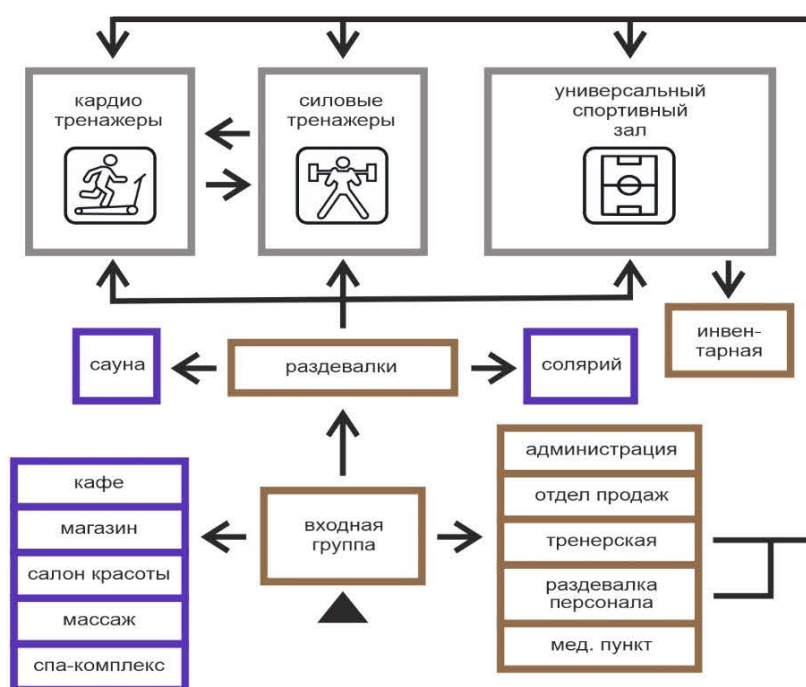 кардио
тренажеры
силовые
тренажеры
универсальный
спортивный
зал
инвен-
тарная
сауна
раздевалки
солярий
кафе
магазин
салон красоты
массаж
спа-комплекс
входная
группа
администрация
отдел продаж
тренерская
раздевалка
персонала
мед. пункт